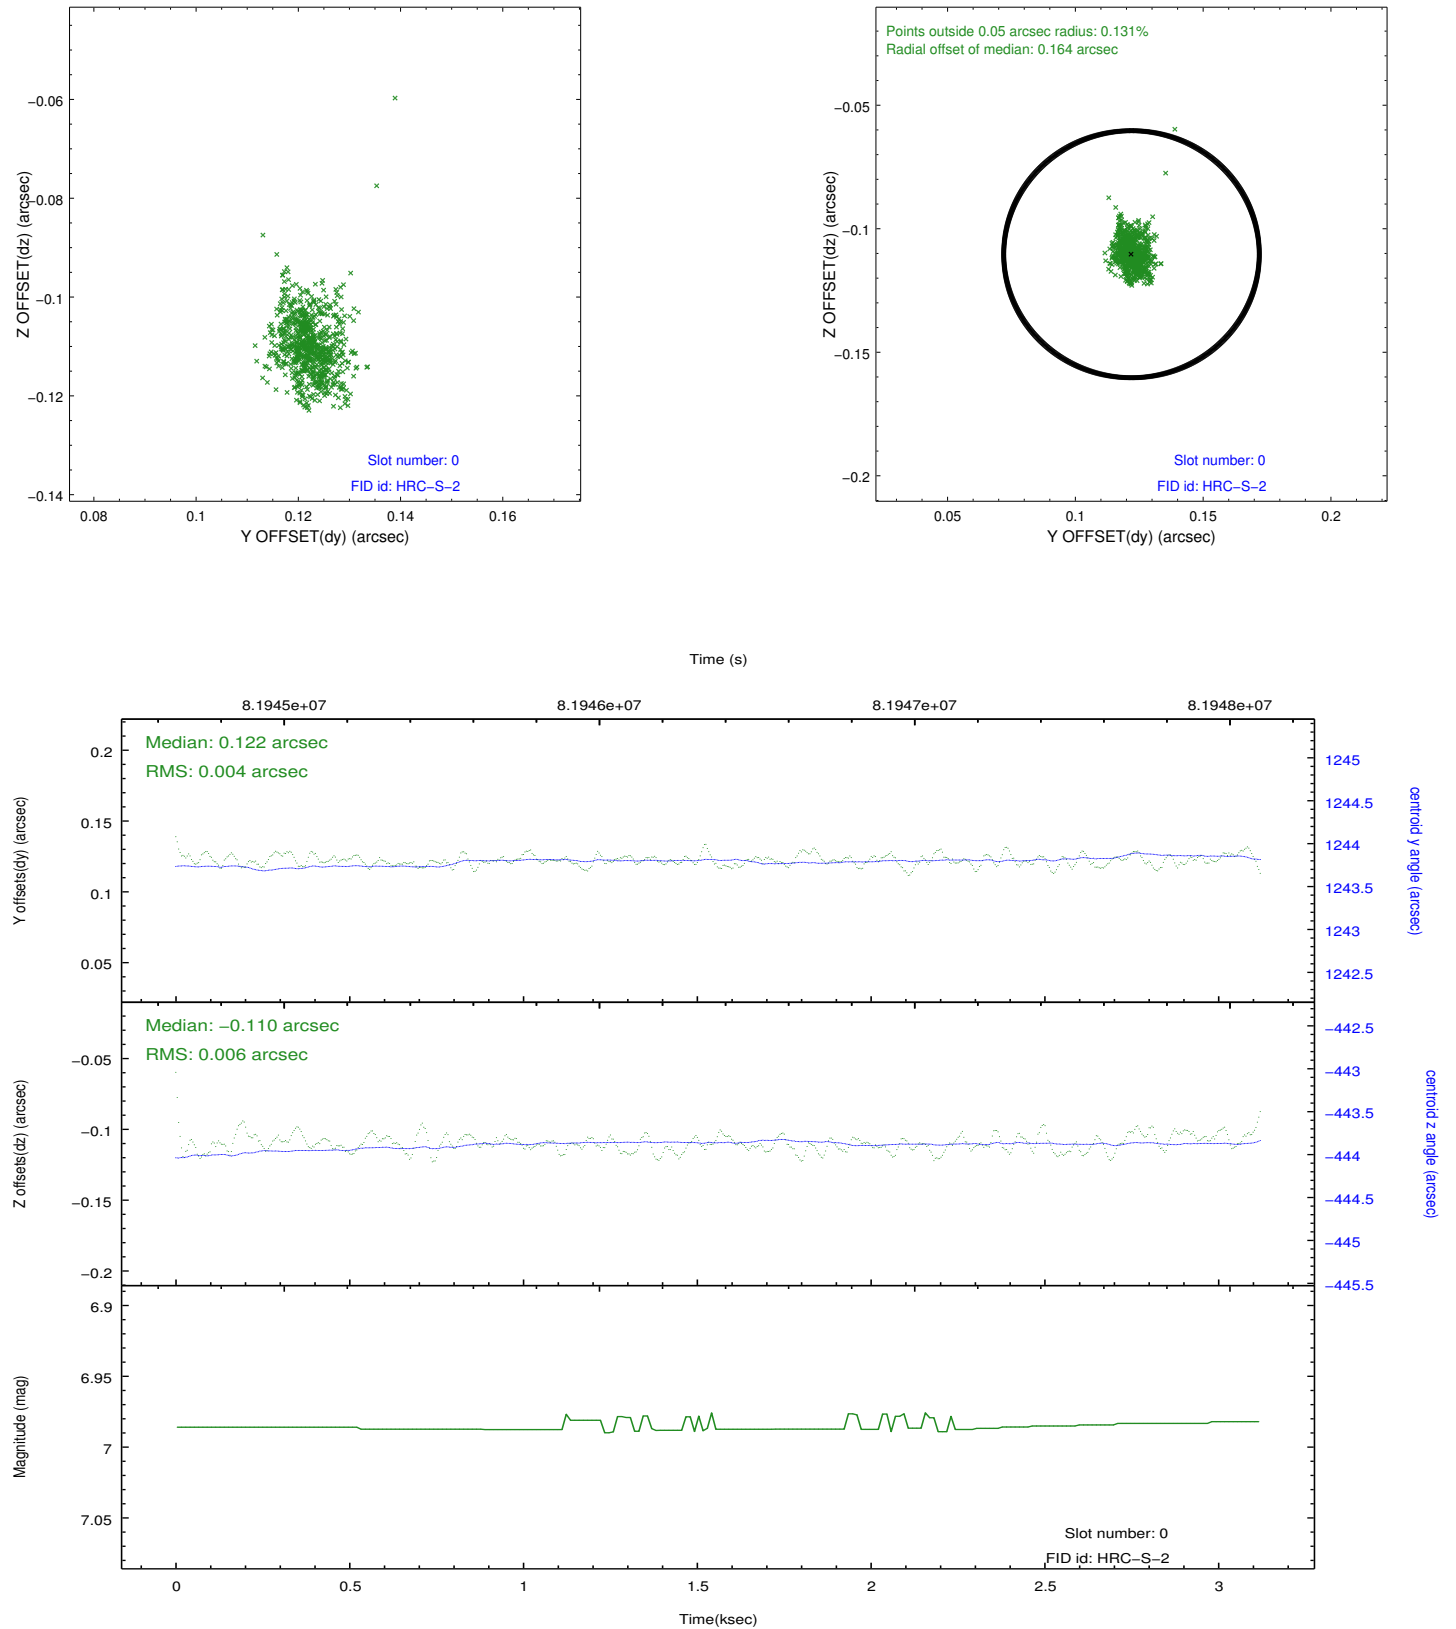 −0.06
−0.08
−0.1
−0.12
−0.14
Z OFFSET(dz) (arcsec)
Slot number: 0
FID id: HRC−S−2
0.08
0.1
0.12
0.14
0.16
Y OFFSET(dy) (arcsec)
Points outside 0.05 arcsec radius: 0.131%
Radial offset of median: 0.164 arcsec
−0.05
−0.1
−0.15
−0.2
Z OFFSET(dz) (arcsec)
Slot number: 0
FID id: HRC−S−2
0.05
0.1
0.15
0.2
Y OFFSET(dy) (arcsec)
Time (s)
8.1945e+07
8.1946e+07
8.1947e+07
8.1948e+07
Median: 0.122 arcsec
RMS: 0.004 arcsec
0.2
0.15
0.1
0.05
Y offsets(dy) (arcsec)
1245
1244.5
1244
1243.5
1243
1242.5
centroid y angle (arcsec)
Median: −0.110 arcsec
RMS: 0.006 arcsec
−0.05
−0.1
−0.15
−0.2
Z offsets(dz) (arcsec)
−442.5
−443
−443.5
−444
−444.5
−445
−445.5
centroid z angle (arcsec)
6.9
6.95
7
7.05
Magnitude (mag)
Slot number: 0
FID id: HRC−S−2
0
0.5
1
1.5
2
2.5
3
Time(ksec)